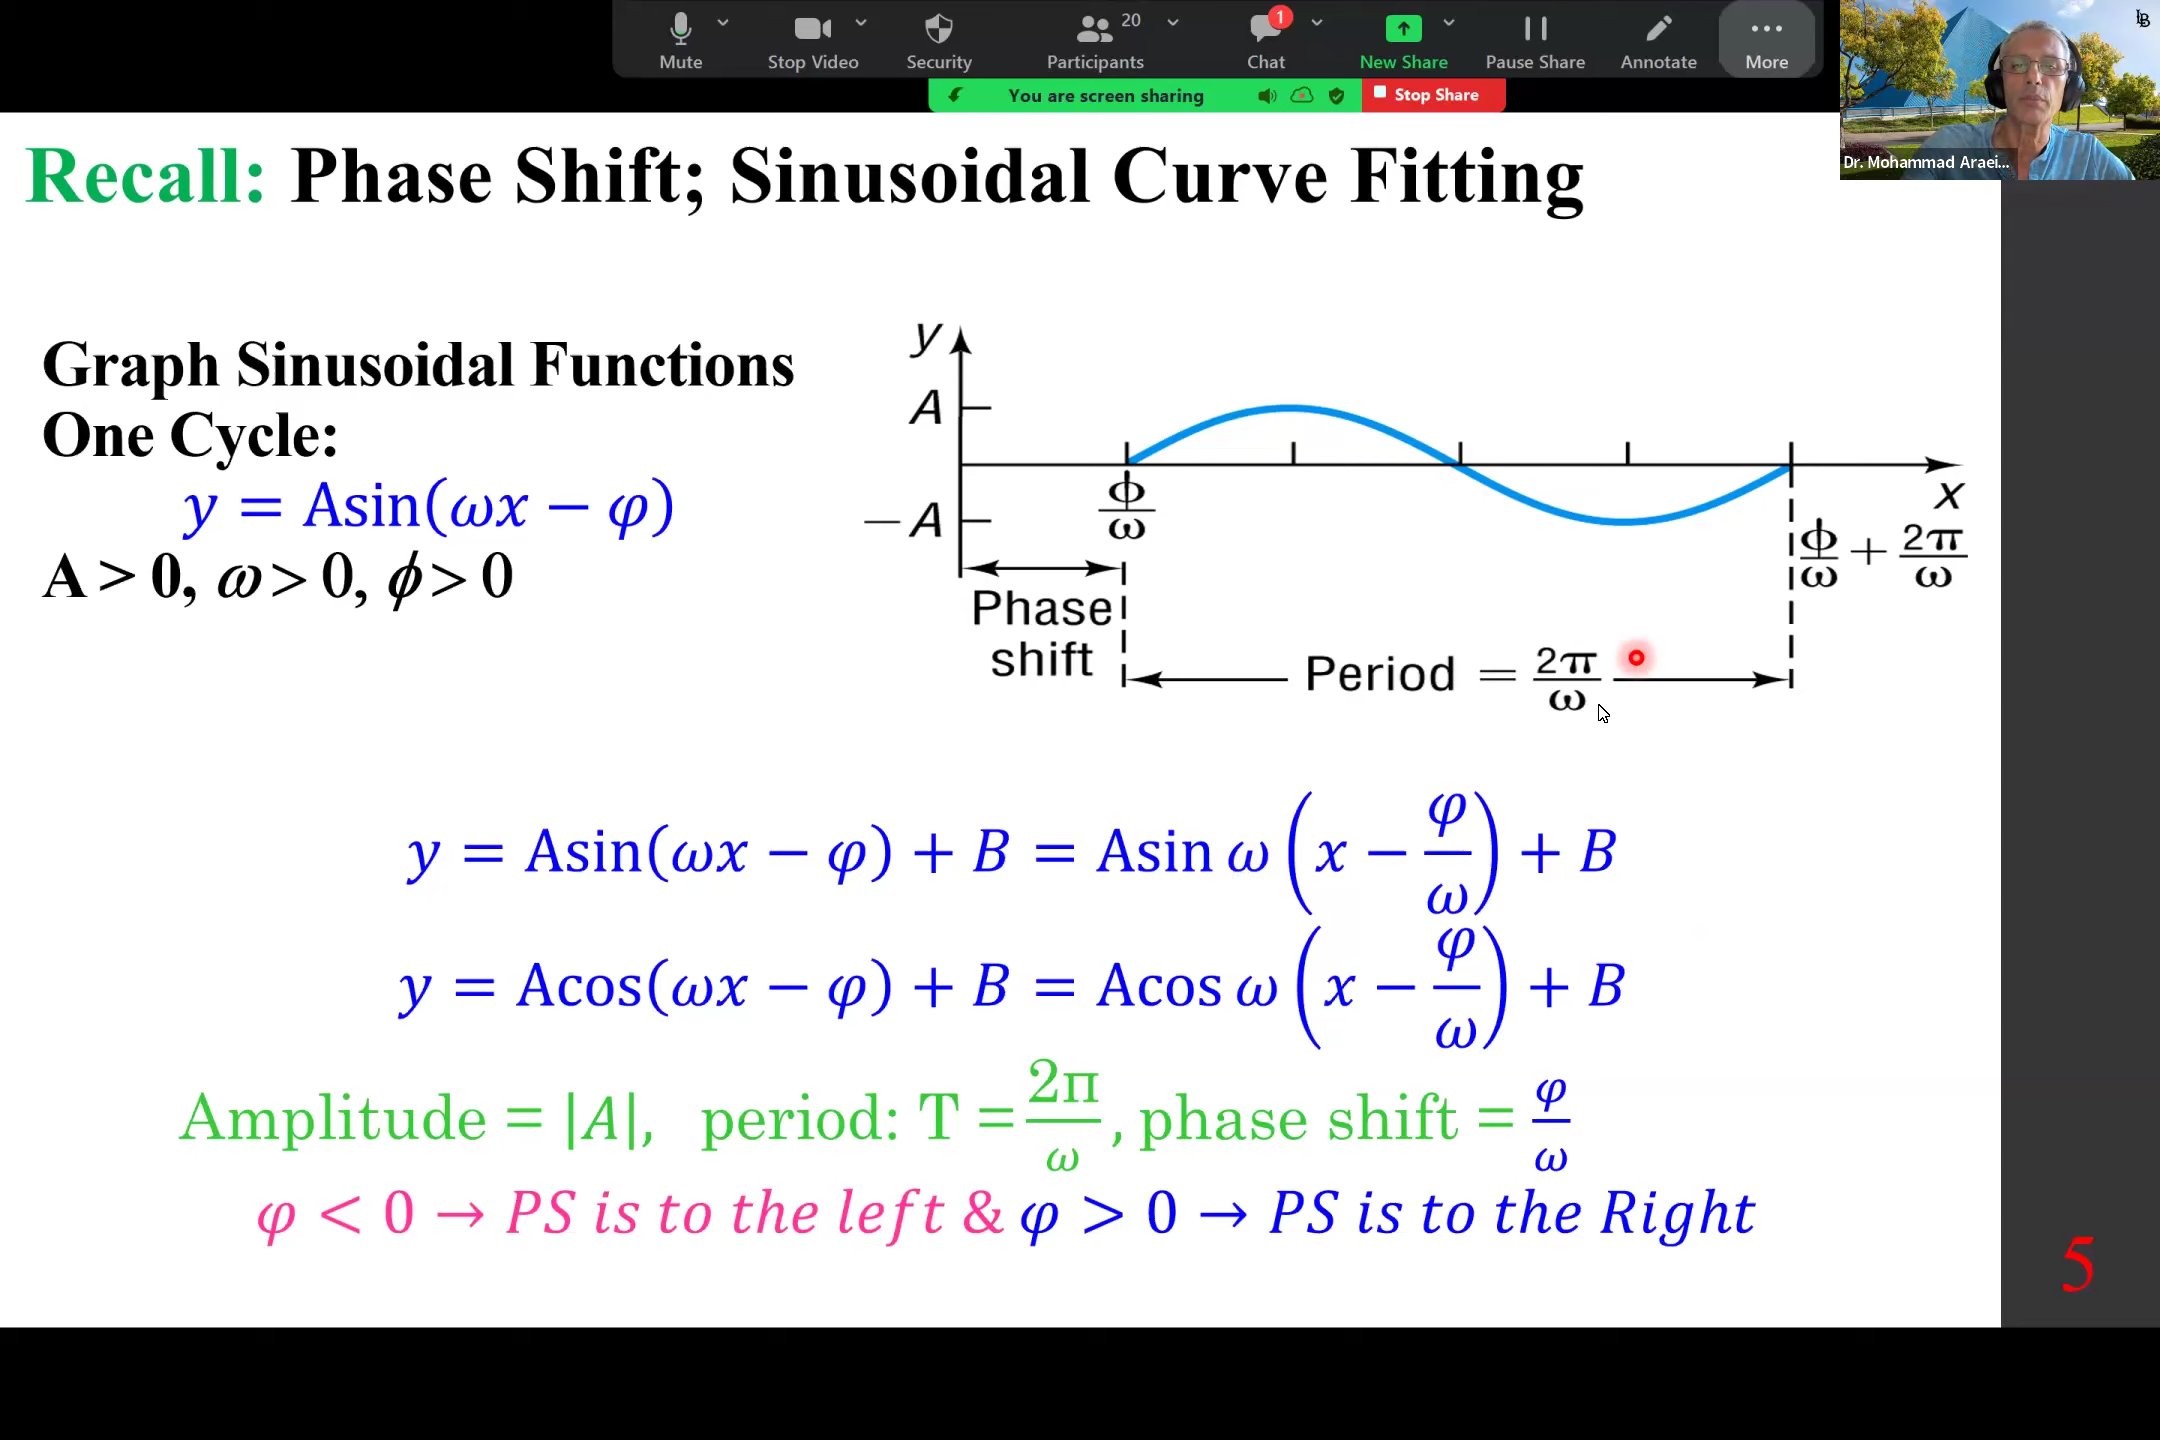 Mute
Stop Video
Security
Participants
20
Chat
1
New Share
Pause Share
Annotate
More
You are screen sharing
Stop Share
LB
Dr. Mohammad Araei...
Recall: Phase Shift; Sinusoidal Curve Fitting
Graph Sinusoidal Functions
One Cycle:
y = Asin(ωx − φ)
A > 0, ω > 0, ϕ > 0
y
A
−A
x
ϕ/ω
ϕ/ω + 2π/ω
Phase
shift
Period = 2π/ω
y = Asin(ωx − φ) + B = Asin ω(x − φ/ω) + B
y = Acos(ωx − φ) + B = Acos ω(x − φ/ω) + B
Amplitude = |A|, period: T = 2π/ω, phase shift = φ/ω
φ < 0 → PS is to the left & φ > 0 → PS is to the Right
5